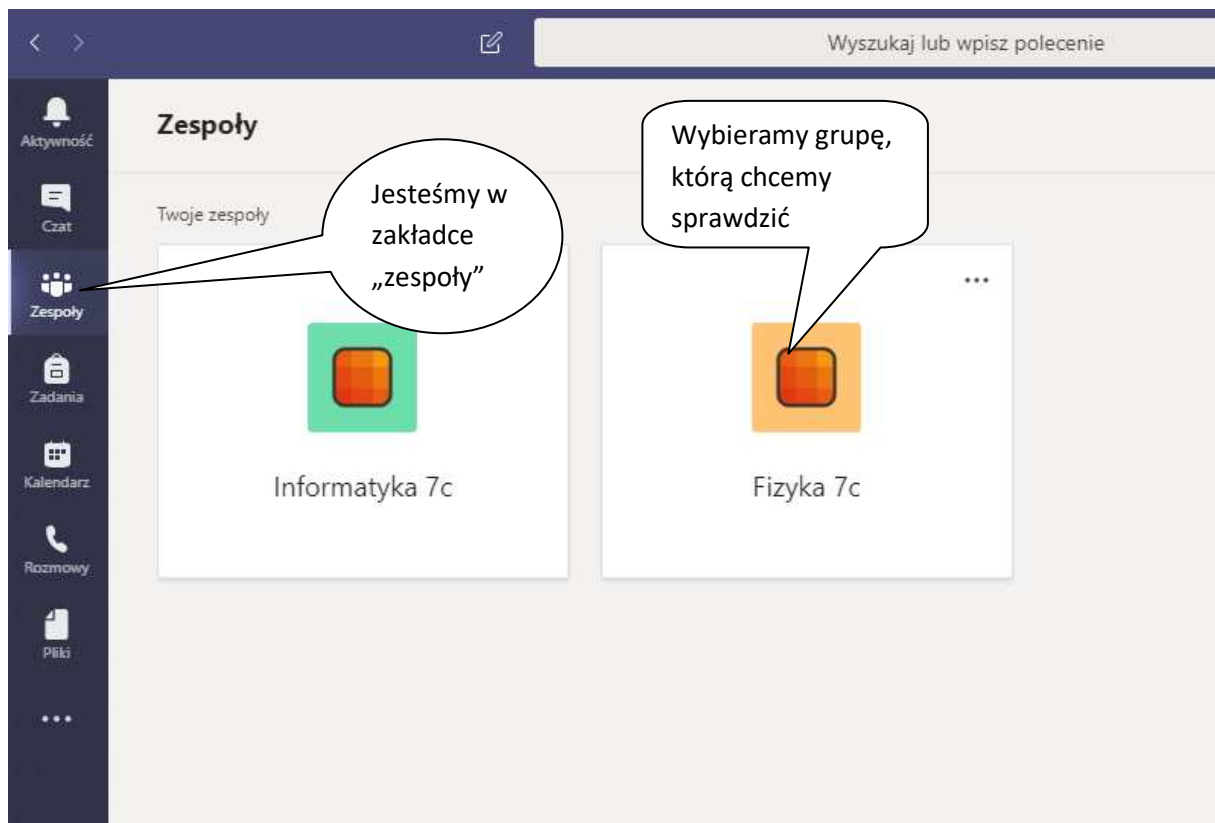 Wyszukaj lub wpisz polecenie
Aktywność
Czat
Zespoły
Zadania
Kalendarz
Rozmowy
Pliki
Zespoły
Twoje zespoły
Jesteśmy w
zakładce
„zespoły”
Wybieramy grupę,
którą chcemy
sprawdzić
Informatyka 7c
Fizyka 7c